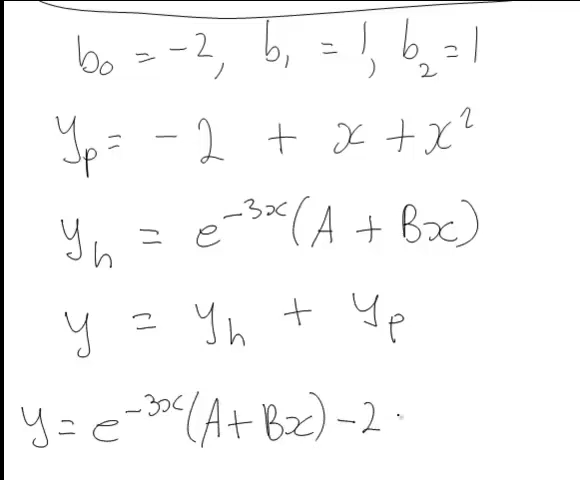 b₀ = -2, b₁ = 1, b₂ = 1
yₚ = - 2 + x + x²
yₕ = e⁻³ˣ(A + Bx)
y = yₕ + yₚ
y = e⁻³ˣ(A + Bx) - 2